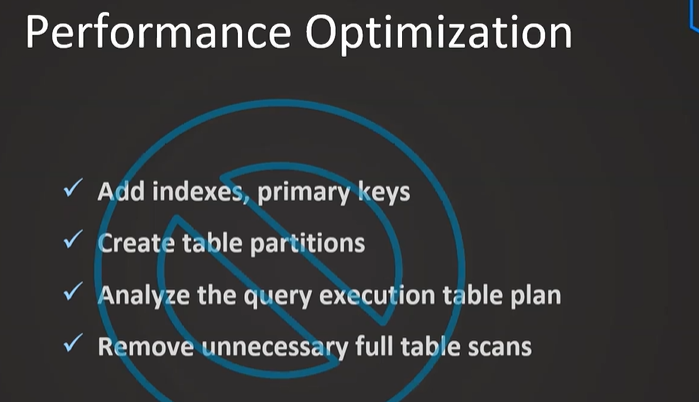 Performance Optimization
✓ Add indexes, primary keys
✓ Create table partitions
✓ Analyze the query execution table plan
✓ Remove unnecessary full table scans